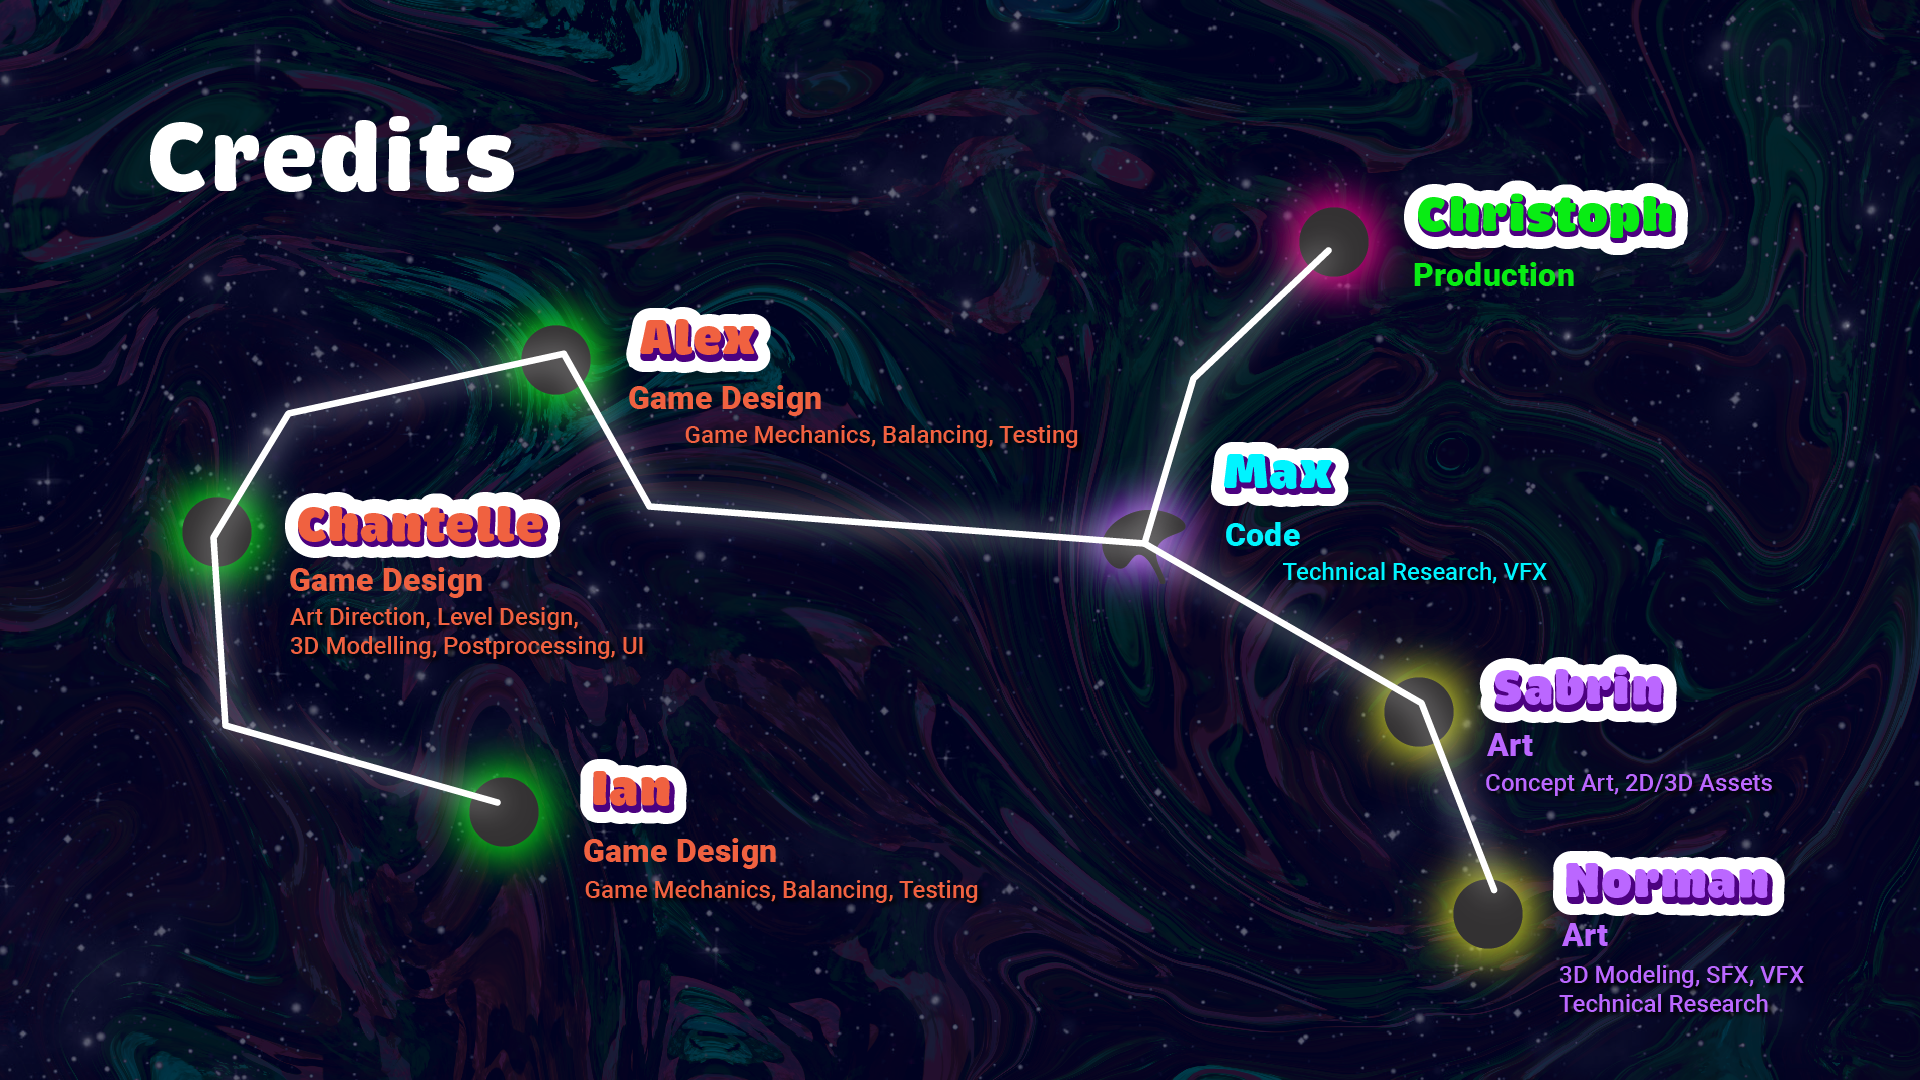 Credits
Christoph
Production
Alex
Game Design
Game Mechanics, Balancing, Testing
Max
Code
Technical Research, VFX
Chantelle
Game Design
Art Direction, Level Design,
3D Modelling, Postprocessing, UI
Sabrin
Art
Concept Art, 2D/3D Assets
Ian
Game Design
Game Mechanics, Balancing, Testing
Norman
Art
3D Modeling, SFX, VFX
Technical Research